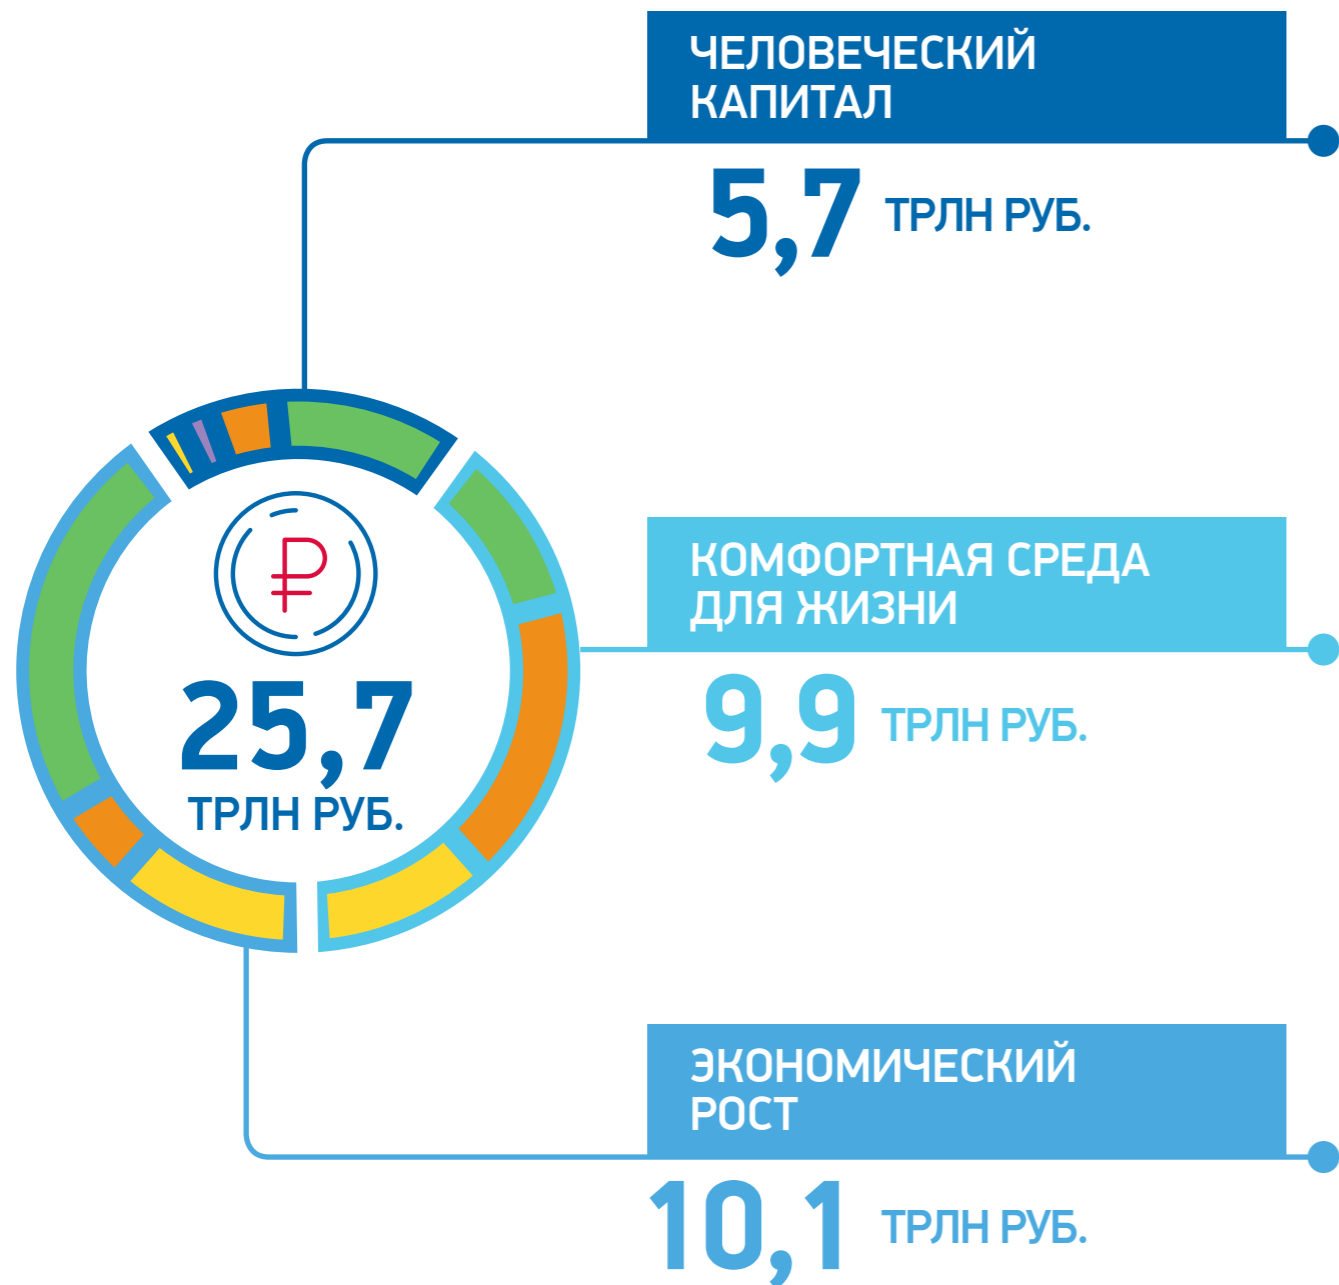 ЧЕЛОВЕЧЕСКИЙ
КАПИТАЛ
5,7 ТРЛН РУБ.
₽
25,7
ТРЛН РУБ.
КОМФОРТНАЯ СРЕДА
ДЛЯ ЖИЗНИ
9,9 ТРЛН РУБ.
ЭКОНОМИЧЕСКИЙ
РОСТ
10,1 ТРЛН РУБ.